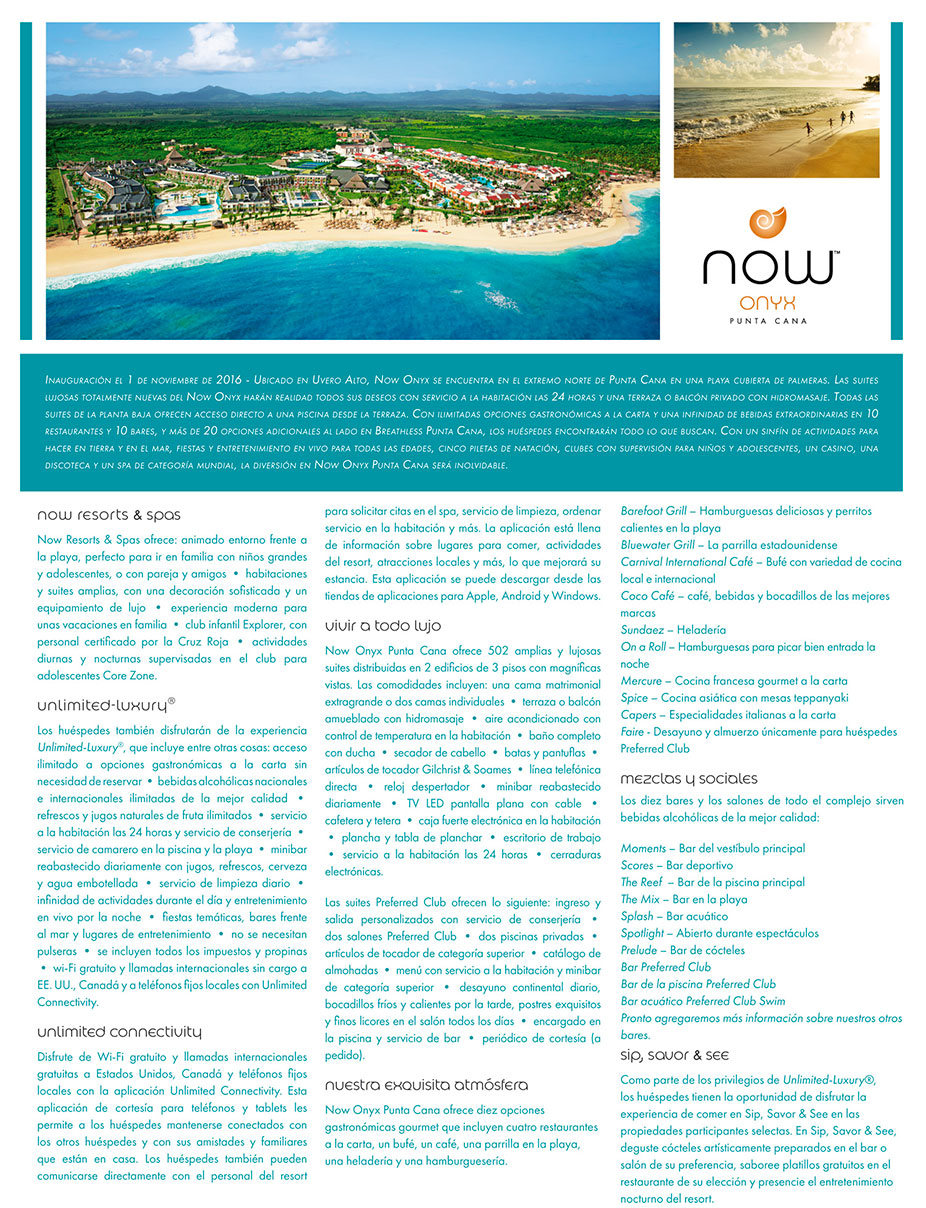 now™
onyx
PUNTA CANA
Inauguración el 1 de noviembre de 2016 - Ubicado en Uvero Alto, Now Onyx se encuentra en el extremo norte de Punta Cana en una playa cubierta de palmeras. Las suites
lujosas totalmente nuevas del Now Onyx harán realidad todos sus deseos con servicio a la habitación las 24 horas y una terraza o balcón privado con hidromasaje. Todas las
suites de la planta baja ofrecen acceso directo a una piscina desde la terraza. Con ilimitadas opciones gastronómicas a la carta y una infinidad de bebidas extraordinarias en 10
restaurantes y 10 bares, y más de 20 opciones adicionales al lado en Breathless Punta Cana, los huéspedes encontrarán todo lo que buscan. Con un sinfín de actividades para
hacer en tierra y en el mar, fiestas y entretenimiento en vivo para todas las edades, cinco piletas de natación, clubes con supervisión para niños y adolescentes, un casino, una
discoteca y un spa de categoría mundial, la diversión en Now Onyx Punta Cana será inolvidable.
now resorts & spas
Now Resorts & Spas ofrece: animado entorno frente a
la playa, perfecto para ir en familia con niños grandes
y adolescentes, o con pareja y amigos • habitaciones
y suites amplias, con una decoración sofisticada y un
equipamiento de lujo • experiencia moderna para
unas vacaciones en familia • club infantil Explorer, con
personal certificado por la Cruz Roja • actividades
diurnas y nocturnas supervisadas en el club para
adolescentes Core Zone.
unlimited-luxury®
Los huéspedes también disfrutarán de la experiencia
Unlimited-Luxury®, que incluye entre otras cosas: acceso
ilimitado a opciones gastronómicas a la carta sin
necesidad de reservar • bebidas alcohólicas nacionales
e internacionales ilimitadas de la mejor calidad •
refrescos y jugos naturales de fruta ilimitados • servicio
a la habitación las 24 horas y servicio de conserjería •
servicio de camarero en la piscina y la playa • minibar
reabastecido diariamente con jugos, refrescos, cerveza
y agua embotellada • servicio de limpieza diario •
infinidad de actividades durante el día y entretenimiento
en vivo por la noche • fiestas temáticas, bares frente
al mar y lugares de entretenimiento • no se necesitan
pulseras • se incluyen todos los impuestos y propinas
• wi-Fi gratuito y llamadas internacionales sin cargo a
EE. UU., Canadá y a teléfonos fijos locales con Unlimited
Connectivity.
unlimited connectivity
Disfrute de Wi-Fi gratuito y llamadas internacionales
gratuitas a Estados Unidos, Canadá y teléfonos fijos
locales con la aplicación Unlimited Connectivity. Esta
aplicación de cortesía para teléfonos y tablets les
permite a los huéspedes mantenerse conectados con
los otros huéspedes y con sus amistades y familiares
que están en casa. Los huéspedes también pueden
comunicarse directamente con el personal del resort
para solicitar citas en el spa, servicio de limpieza, ordenar
servicio en la habitación y más. La aplicación está llena
de información sobre lugares para comer, actividades
del resort, atracciones locales y más, lo que mejorará su
estancia. Esta aplicación se puede descargar desde las
tiendas de aplicaciones para Apple, Android y Windows.
vivir a todo lujo
Now Onyx Punta Cana ofrece 502 amplias y lujosas
suites distribuidas en 2 edificios de 3 pisos con magníficas
vistas. Las comodidades incluyen: una cama matrimonial
extragrande o dos camas individuales • terraza o balcón
amueblado con hidromasaje • aire acondicionado con
control de temperatura en la habitación • baño completo
con ducha • secador de cabello • batas y pantuflas •
artículos de tocador Gilchrist & Soames • línea telefónica
directa • reloj despertador • minibar reabastecido
diariamente • TV LED pantalla plana con cable •
cafetera y tetera • caja fuerte electrónica en la habitación
• plancha y tabla de planchar • escritorio de trabajo
• servicio a la habitación las 24 horas • cerraduras
electrónicas.
Las suites Preferred Club ofrecen lo siguiente: ingreso y
salida personalizados con servicio de conserjería •
dos salones Preferred Club • dos piscinas privadas •
artículos de tocador de categoría superior • catálogo de
almohadas • menú con servicio a la habitación y minibar
de categoría superior • desayuno continental diario,
bocadillos fríos y calientes por la tarde, postres exquisitos
y finos licores en el salón todos los días • encargado en
la piscina y servicio de bar • periódico de cortesía (a
pedido).
nuestra exquisita atmósfera
Now Onyx Punta Cana ofrece diez opciones
gastronómicas gourmet que incluyen cuatro restaurantes
a la carta, un bufé, un café, una parrilla en la playa,
una heladería y una hamburguesería.
Barefoot Grill – Hamburguesas deliciosas y perritos
calientes en la playa
Bluewater Grill – La parrilla estadounidense
Carnival International Café – Bufé con variedad de cocina
local e internacional
Coco Café – café, bebidas y bocadillos de las mejores
marcas
Sundaez – Heladería
On a Roll – Hamburguesas para picar bien entrada la
noche
Mercure – Cocina francesa gourmet a la carta
Spice – Cocina asiática con mesas teppanyaki
Capers – Especialidades italianas a la carta
Faire - Desayuno y almuerzo únicamente para huéspedes
Preferred Club
mezclas y sociales
Los diez bares y los salones de todo el complejo sirven
bebidas alcohólicas de la mejor calidad:
Moments – Bar del vestíbulo principal
Scores – Bar deportivo
The Reef – Bar de la piscina principal
The Mix – Bar en la playa
Splash – Bar acuático
Spotlight – Abierto durante espectáculos
Prelude – Bar de cócteles
Bar Preferred Club
Bar de la piscina Preferred Club
Bar acuático Preferred Club Swim
Pronto agregaremos más información sobre nuestros otros
bares.
sip, savor & see
Como parte de los privilegios de Unlimited-Luxury®,
los huéspedes tienen la oportunidad de disfrutar la
experiencia de comer en Sip, Savor & See en las
propiedades participantes selectas. En Sip, Savor & See,
deguste cócteles artísticamente preparados en el bar o
salón de su preferencia, saboree platillos gratuitos en el
restaurante de su elección y presencie el entretenimiento
nocturno del resort.